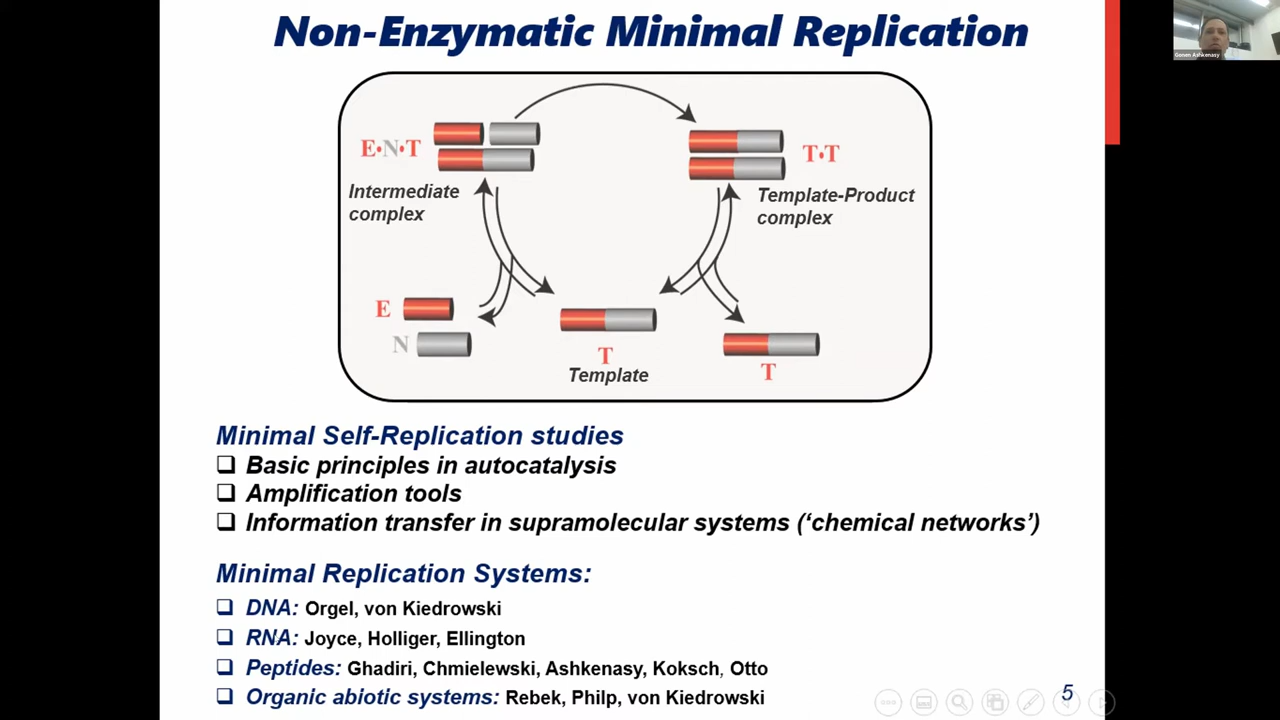 Non-Enzymatic Minimal Replication
Gonen Ashkenasy
E•N•T
Intermediate
complex
T•T
Template-Product
complex
E
N
T
Template
T
Minimal Self-Replication studies
Basic principles in autocatalysis
Amplification tools
Information transfer in supramolecular systems (‘chemical networks’)
Minimal Replication Systems:
DNA: Orgel, von Kiedrowski
RNA: Joyce, Holliger, Ellington
Peptides: Ghadiri, Chmielewski, Ashkenasy, Koksch, Otto
Organic abiotic systems: Rebek, Philp, von Kiedrowski
5